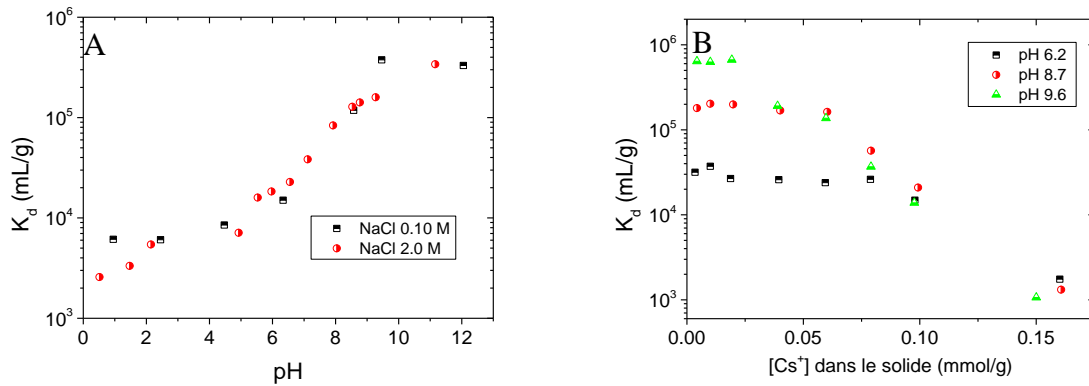 A
10^6
10^5
10^4
10^3
K_d (mL/g)
0 2 4 6 8 10 12
pH
NaCl 0.10 M
NaCl 2.0 M
B
10^6
10^5
10^4
10^3
K_d (mL/g)
0.00 0.05 0.10 0.15
[Cs^+] dans le solide (mmol/g)
pH 6.2
pH 8.7
pH 9.6